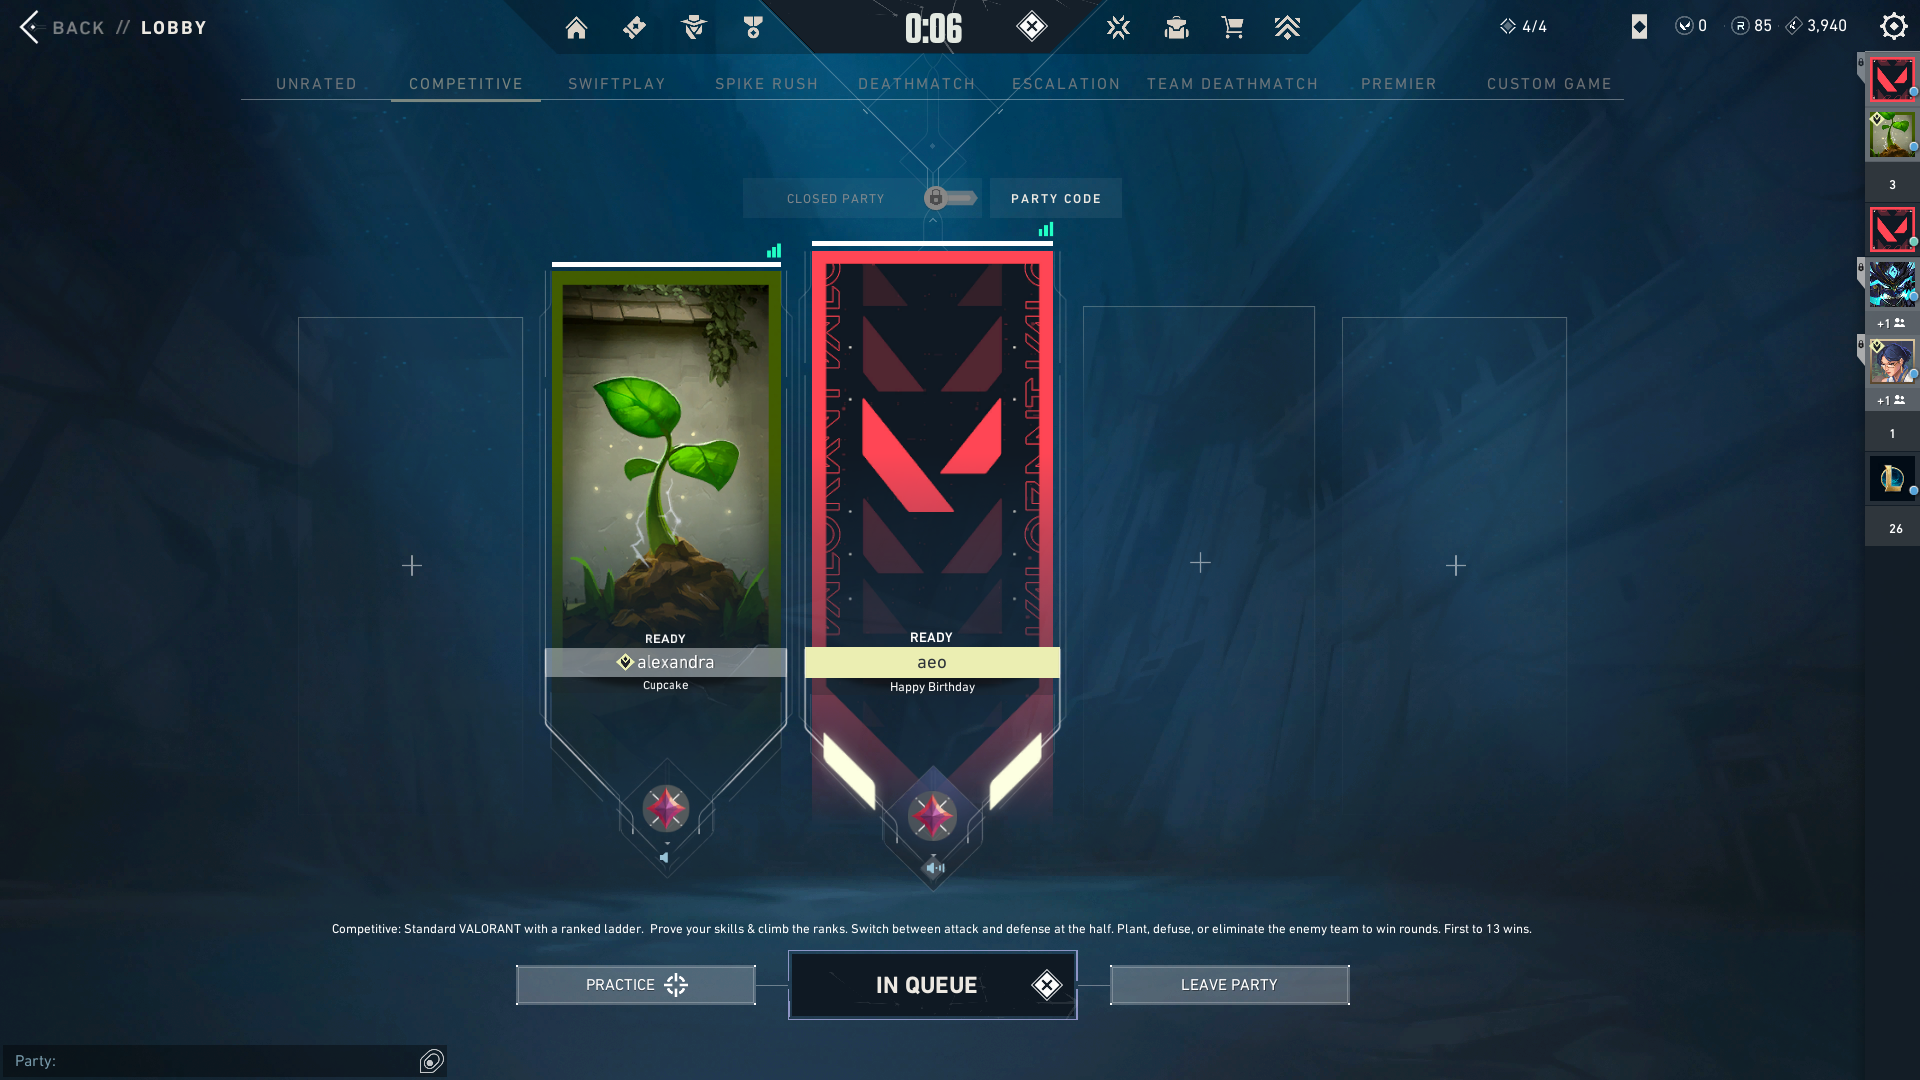 BACK // LOBBY
0:06
4/4
0
R 85
3,940
UNRATED
COMPETITIVE
SWIFTPLAY
SPIKE RUSH
DEATHMATCH
ESCALATION
TEAM DEATHMATCH
PREMIER
CUSTOM GAME
CLOSED PARTY
PARTY CODE
3
+1
+1
1
26
READY
alexandra
Cupcake
VALORANT
VALORANT
READY
aeo
Happy Birthday
Competitive: Standard VALORANT with a ranked ladder. Prove your skills & climb the ranks. Switch between attack and defense at the half. Plant, defuse, or eliminate the enemy team to win rounds. First to 13 wins.
PRACTICE
IN QUEUE
LEAVE PARTY
Party: